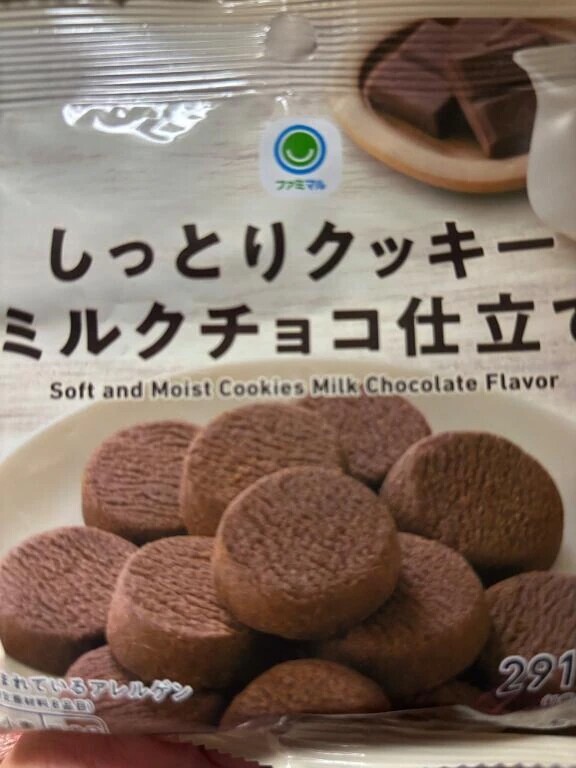 ファミマル
しっとりクッキー
ミルクチョコ仕立て
Soft and Moist Cookies Milk Chocolate Flavor
まれているアレルゲン
291